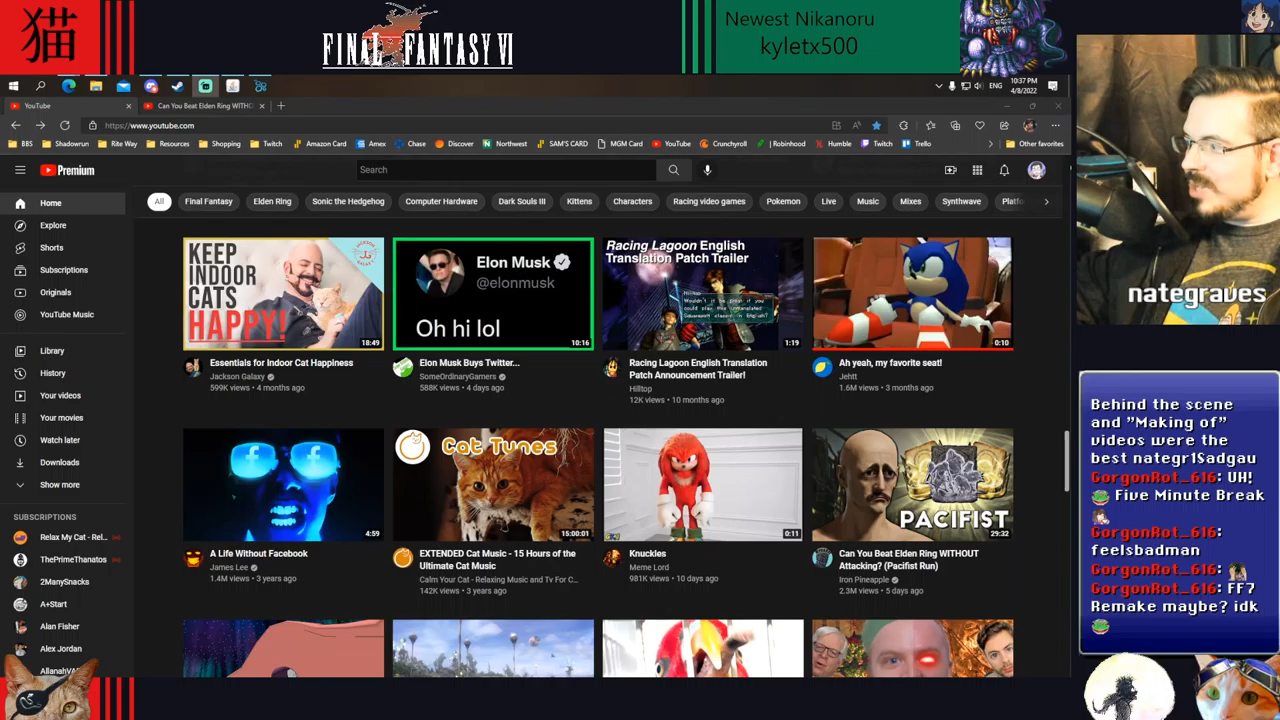 猫
FINAL FANTASY VI
Newest Nikanoru
kyletx500
ENG
10:37 PM
4/8/2022
YouTube
Can You Beat Elden Ring WITHO
https://www.youtube.com
BBS
Shadowrun
Rite Way
Resources
Shopping
Twitch
Amazon Card
Amex
Chase
Discover
Northwest
SAM'S CARD
MGM Card
YouTube
Crunchyroll
Robinhood
Humble
Twitch
Trello
Other favorites
Premium
Search
All
Final Fantasy
Elden Ring
Sonic the Hedgehog
Computer Hardware
Dark Souls III
Kittens
Characters
Racing video games
Pokemon
Live
Music
Mixes
Synthwave
Platfo
Home
Explore
Shorts
Subscriptions
Originals
YouTube Music
Library
History
Your videos
Your movies
Watch later
Downloads
Show more
SUBSCRIPTIONS
Relax My Cat - Rel...
ThePrimeThanatos
2ManySnacks
A+Start
Alan Fisher
Alex Jordan
AllanahVA
KEEP
INDOOR
CATS
HAPPY!
18:49
Essentials for Indoor Cat Happiness
Jackson Galaxy
599K views • 4 months ago
Elon Musk
@elonmusk
Oh hi lol
10:16
Elon Musk Buys Twitter...
SomeOrdinaryGamers
588K views • 4 days ago
Racing Lagoon English
Translation Patch Trailer
1:19
Racing Lagoon English Translation
Patch Announcement Trailer!
Hilltop
12K views • 10 months ago
0:10
Ah yeah, my favorite seat!
Jehtt
1.6M views • 3 months ago
4:59
A Life Without Facebook
James Lee
1.4M views • 3 years ago
Cat Tunes
15:00:01
EXTENDED Cat Music - 15 Hours of the
Ultimate Cat Music
Calm Your Cat - Relaxing Music and Tv For C...
142K views • 3 years ago
0:11
Knuckles
Meme Lord
981K views • 10 days ago
PACIFIST
29:32
Can You Beat Elden Ring WITHOUT
Attacking? (Pacifist Run)
Iron Pineapple
2.3M views • 5 days ago
nategraves
Behind the scene
and "Making of"
videos were the
best nategr1Sadgau
GorgonRot_616: UH!
Five Minute Break
GorgonRot_616:
feelsbadman
GorgonRot_616:
GorgonRot_616: FF7
Remake maybe? idk